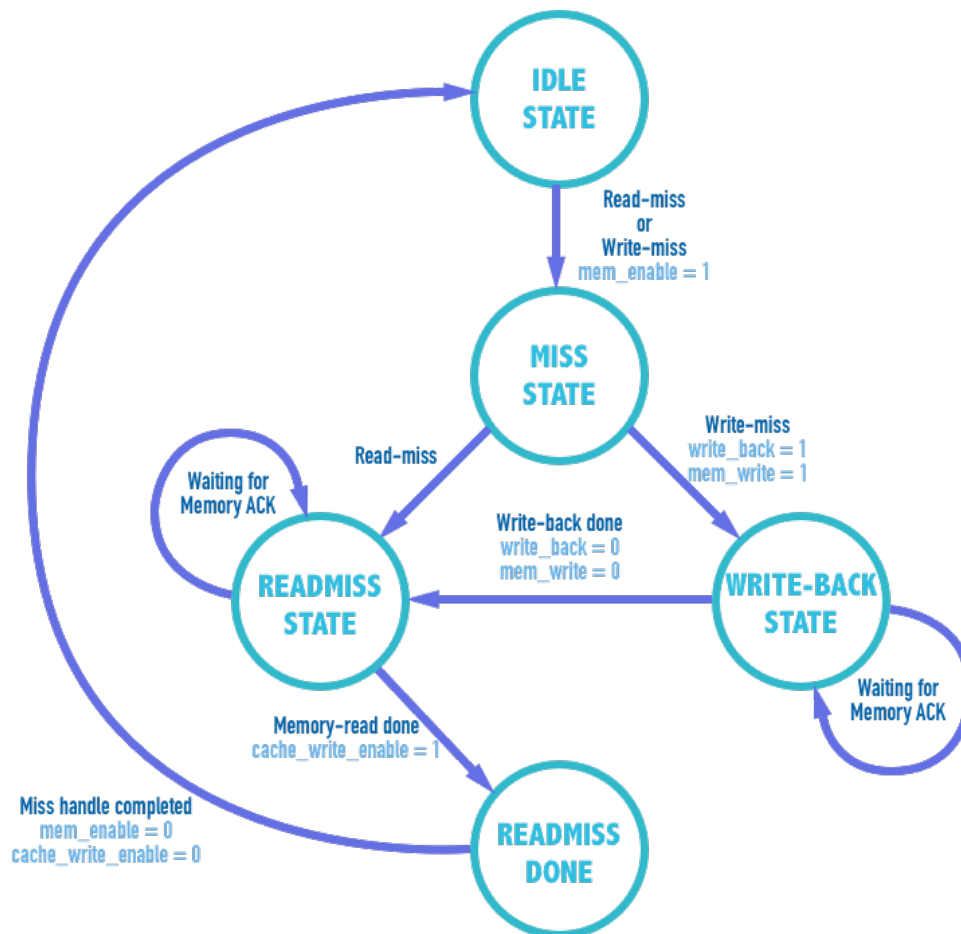 IDLE
STATE
Read-miss
or
Write-miss
mem_enable = 1
MISS
STATE
Read-miss
Write-miss
write_back = 1
mem_write = 1
Waiting for
Memory ACK
Write-back done
write_back = 0
mem_write = 0
READMISS
STATE
WRITE-BACK
STATE
Waiting for
Memory ACK
Memory-read done
cache_write_enable = 1
Miss handle completed
mem_enable = 0
cache_write_enable = 0
READMISS
DONE